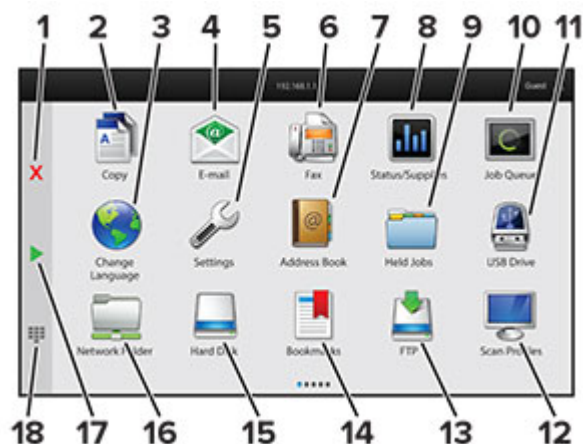 1 2 3 4 5 6 7 8 9 10 11
192.168.1.1
Guest
X
Copy E-mail Fax Status/Supplies Job Queue
Change Settings Address Book Held Jobs USB Drive
Language
Network Folder Hard Disk Bookmarks FTP Scan Profiles
18 17 16 15 14 13 12